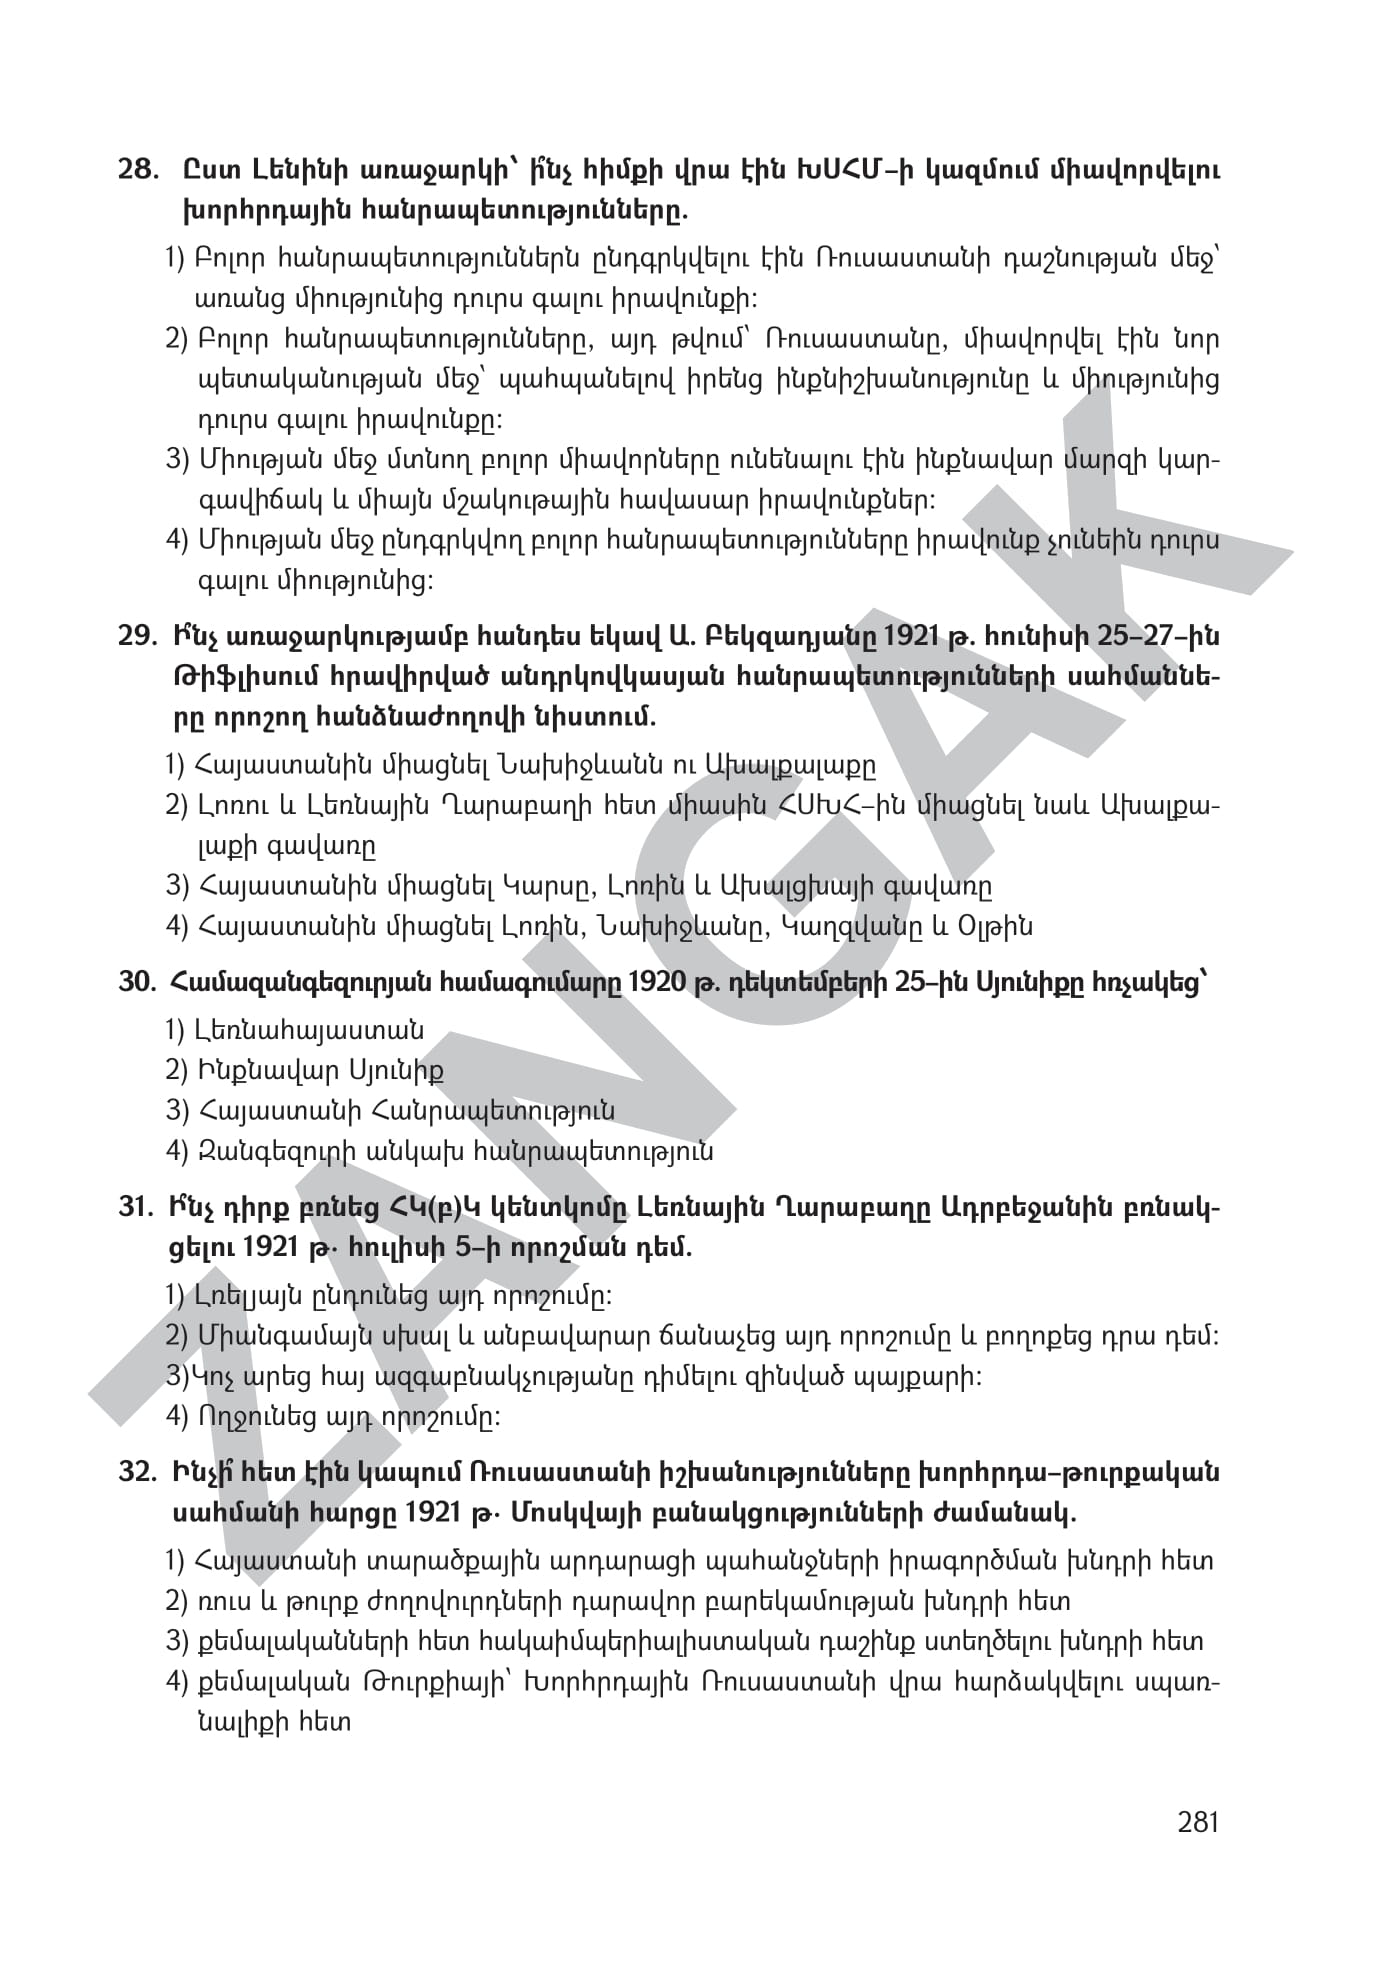 28. Ըստ Լենինի առաջարկի՝ ի՞նչ հիմքի վրա էին ԽՍՀՄ–ի կազմում միավորվելու
խորհրդային հանրապետությունները.
1) Բոլոր հանրապետություններն ընդգրկվելու էին Ռուսաստանի դաշնության մեջ՝
առանց միությունից դուրս գալու իրավունքի:
2) Բոլոր հանրապետությունները, այդ թվում՝ Ռուսաստանը, միավորվել էին նոր
պետականության մեջ՝ պահպանելով իրենց ինքնիշխանությունը և միությունից
դուրս գալու իրավունքը:
3) Միության մեջ մտնող բոլոր միավորները ունենալու էին ինքնավար մարզի կար-
գավիճակ և միայն մշակութային հավասար իրավունքներ:
4) Միության մեջ ընդգրկվող բոլոր հանրապետությունները իրավունք չունեին դուրս
գալու միությունից:
29. Ի՞նչ առաջարկությամբ հանդես եկավ Ա. Բեկզադյանը 1921 թ. հունիսի 25–27–ին
Թիֆլիսում հրավիրված անդրկովկասյան հանրապետությունների սահմաննե-
րը որոշող հանձնաժողովի նիստում.
1) Հայաստանին միացնել Նախիջևանն ու Ախալքալաքը
2) Լոռու և Լեռնային Ղարաբաղի հետ միասին ՀՍԽՀ–ին միացնել նաև Ախալքա-
լաքի գավառը
3) Հայաստանին միացնել Կարսը, Լոռին և Ախալցխայի գավառը
4) Հայաստանին միացնել Լոռին, Նախիջևանը, Կաղզվանը և Օլթին
30. Համազանգեզուրյան համագումարը 1920 թ. դեկտեմբերի 25–ին Սյունիքը հռչակեց՝
1) Լեռնահայաստան
2) Ինքնավար Սյունիք
3) Հայաստանի Հանրապետություն
4) Զանգեզուրի անկախ հանրապետություն
31. Ի՞նչ դիրք բռնեց ՀԿ(բ)Կ կենտկոմը Լեռնային Ղարաբաղը Ադրբեջանին բռնակ-
ցելու 1921 թ. հուլիսի 5–ի որոշման դեմ.
1) Լռելյայն ընդունեց այդ որոշումը:
2) Միանգամայն սխալ և անբավարար ճանաչեց այդ որոշումը և բողոքեց դրա դեմ:
3)Կոչ արեց հայ ազգաբնակչությանը դիմելու զինված պայքարի:
4) Ողջունեց այդ որոշումը:
32. Ինչի՞ հետ էին կապում Ռուսաստանի իշխանությունները խորհրդա–թուրքական
սահմանի հարցը 1921 թ. Մոսկվայի բանակցությունների ժամանակ.
1) Հայաստանի տարածքային արդարացի պահանջների իրագործման խնդրի հետ
2) ռուս և թուրք ժողովուրդների դարավոր բարեկամության խնդրի հետ
3) քեմալականների հետ հակաիմպերիալիստական դաշինք ստեղծելու խնդրի հետ
4) քեմալական Թուրքիայի՝ Խորհրդային Ռուսաստանի վրա հարձակվելու սպառ-
նալիքի հետ
281
ZANGAK